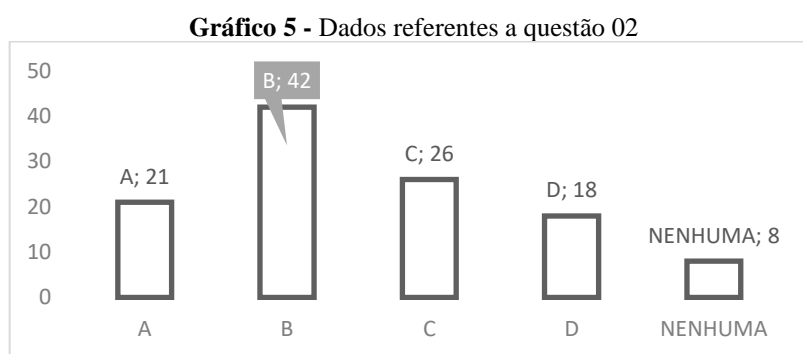 Gráfico 5 - Dados referentes a questão 02
50
40
30
20
10
0
A; 21
B; 42
C; 26
D; 18
NENHUMA; 8
A B C D NENHUMA